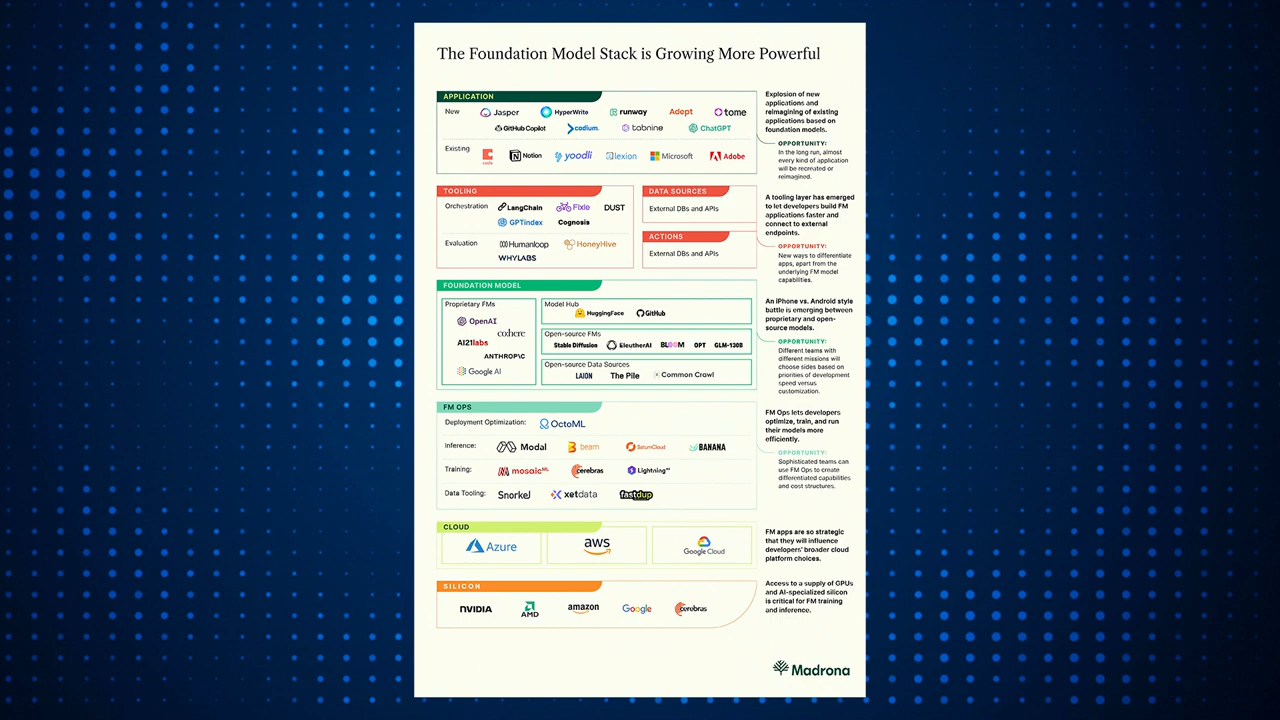 The Foundation Model Stack is Growing More Powerful
APPLICATION
New
Jasper
HyperWrite
runway
Adept
tome
GitHub Copilot
codium
tabnine
ChatGPT
Existing
coda
Notion
yoodli
lexion
Microsoft
Adobe
Explosion of new
applications and
reimagining of existing
applications based on
foundation models.
OPPORTUNITY:
In the long run, almost
every kind of application
will be recreated or
reimagined.
TOOLING
Orchestration
LangChain
Fixie
DUST
GPTindex
Cognosis
Evaluation
Humanloop
HoneyHive
WHYLABS
DATA SOURCES
External DBs and APIs
ACTIONS
External DBs and APIs
A tooling layer has emerged
to let developers build FM
applications faster and
connect to external
endpoints.
OPPORTUNITY:
New ways to differentiate
apps, apart from the
underlying FM model
capabilities.
FOUNDATION MODEL
Proprietary FMs
OpenAI
cohere
AI21labs
ANTHROP\C
Google AI
Model Hub
HuggingFace
GitHub
Open-source FMs
Stable Diffusion
EleutherAI
BLOOM
OPT
GLM-130B
Open-source Data Sources
LAION
The Pile
Common Crawl
An iPhone vs. Android style
battle is emerging between
proprietary and open-
source models.
OPPORTUNITY:
Different teams with
different missions will
choose sides based on
priorities of development
speed versus
customization.
FM OPS
Deployment Optimization:
OctoML
Inference:
Modal
beam
SaturnCloud
BANANA
Training:
mosaic ML
cerebras
Lightning AI
Data Tooling:
Snorkel
xetdata
fastdup
FM Ops lets developers
optimize, train, and run
their models more
efficiently.
OPPORTUNITY:
Sophisticated teams can
use FM Ops to create
differentiated capabilities
and cost structures.
CLOUD
Azure
aws
Google Cloud
FM apps are so strategic
that they will influence
developers' broader cloud
platform choices.
SILICON
NVIDIA
AMD
amazon
Google
cerebras
Access to a supply of GPUs
and AI-specialized silicon
is critical for FM training
and inference.
Madrona